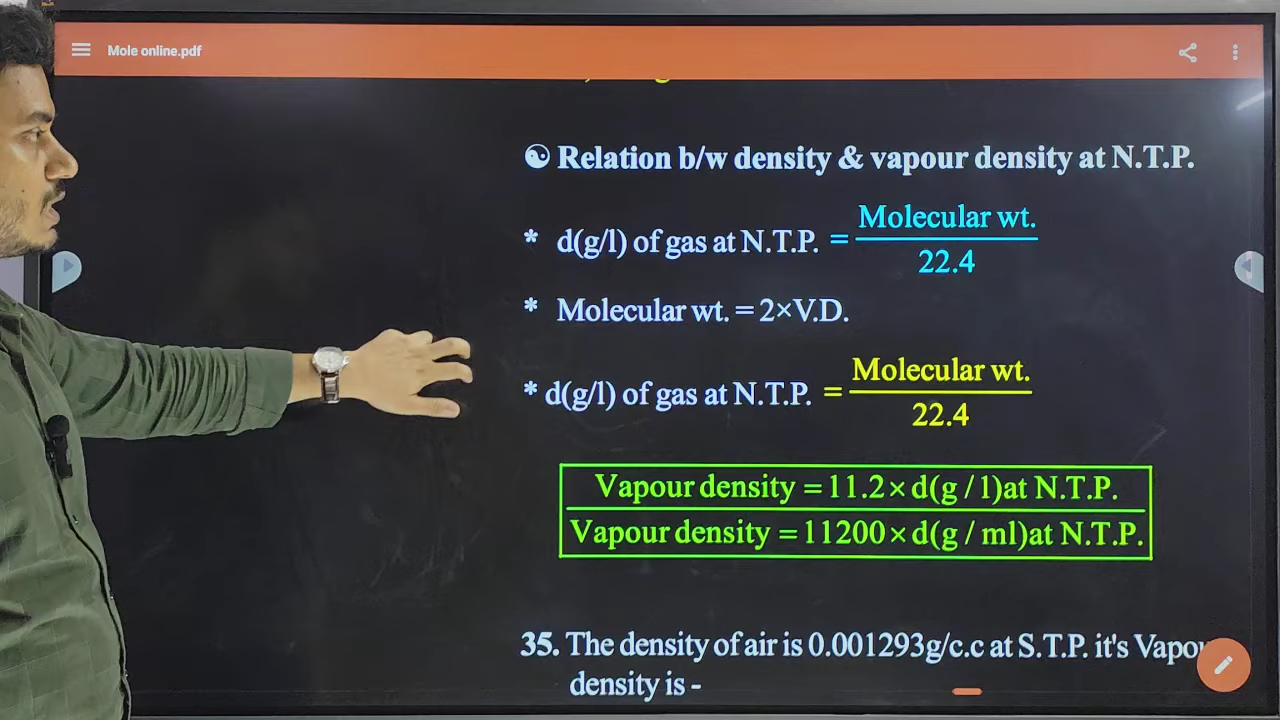 Mole online.pdf
☯ Relation b/w density & vapour density at N.T.P.
* d(g/l) of gas at N.T.P. = Molecular wt. / 22.4
* Molecular wt. = 2×V.D.
* d(g/l) of gas at N.T.P. = Molecular wt. / 22.4
Vapour density = 11.2 × d(g / l)at N.T.P.
Vapour density = 11200 × d(g / ml)at N.T.P.
35. The density of air is 0.001293g/c.c at S.T.P. it's
density is -